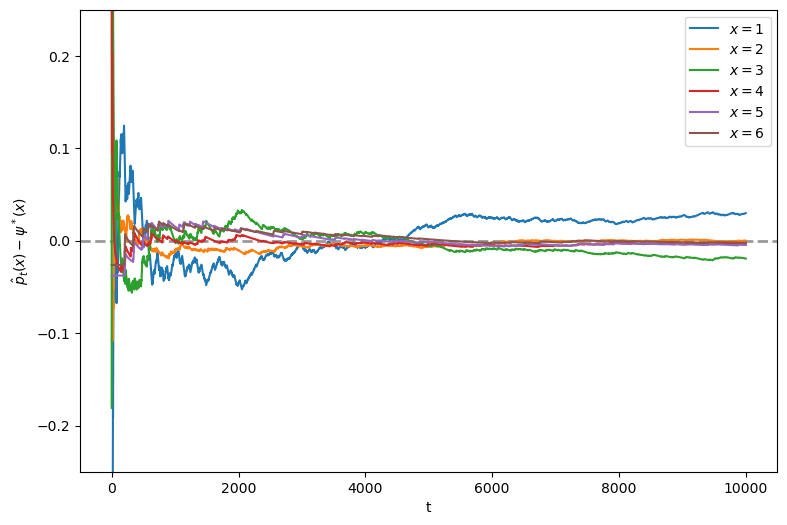 0.2
0.1
0.0
−0.1
−0.2
p̂ₜ(x) − ψ*(x)
0
2000
4000
6000
8000
10000
t
x = 1
x = 2
x = 3
x = 4
x = 5
x = 6